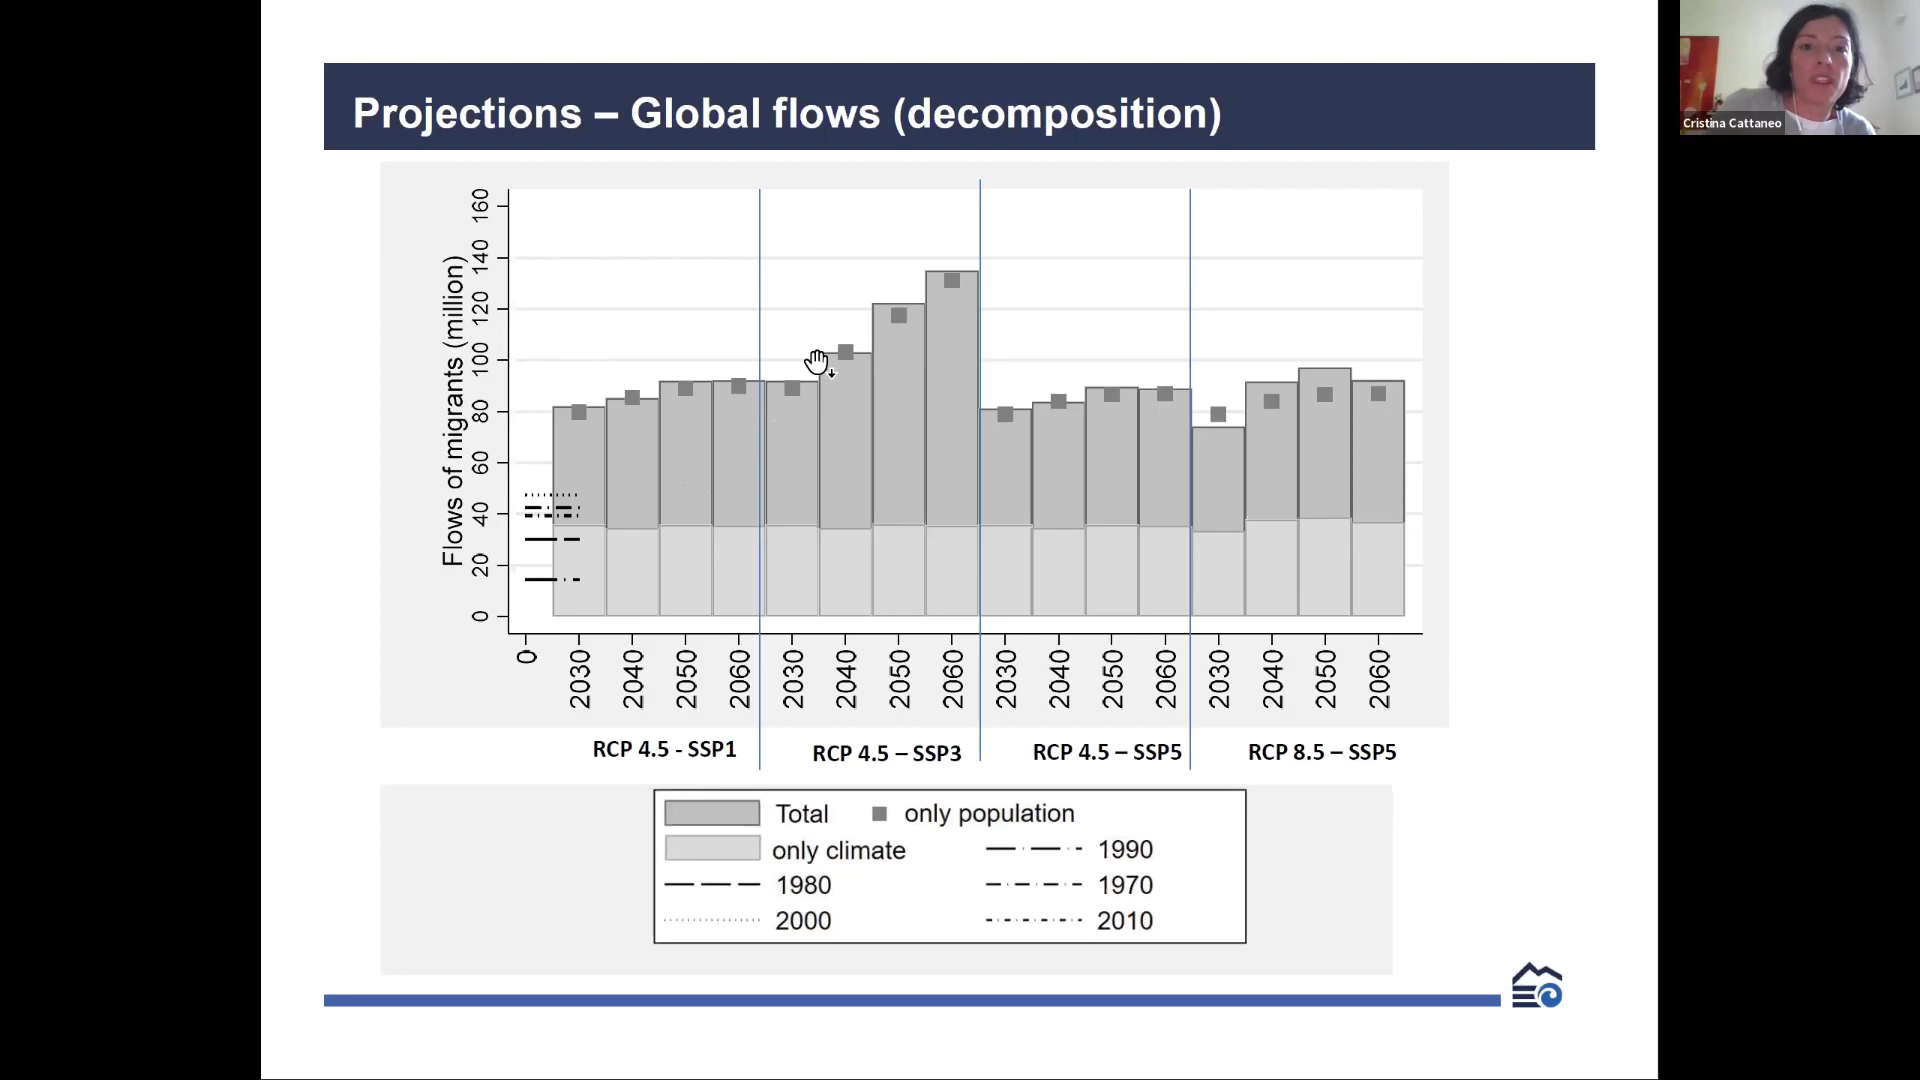 Projections – Global flows (decomposition)
Cristina Cattaneo
Flows of migrants (million)
160
140
120
100
80
60
40
20
0
0 2030 2040 2050 2060 2030 2040 2050 2060 2030 2040 2050 2060 2030 2040 2050 2060
RCP 4.5 - SSP1 RCP 4.5 – SSP3 RCP 4.5 – SSP5 RCP 8.5 – SSP5
Total only population
only climate 1990
1980 1970
2000 2010